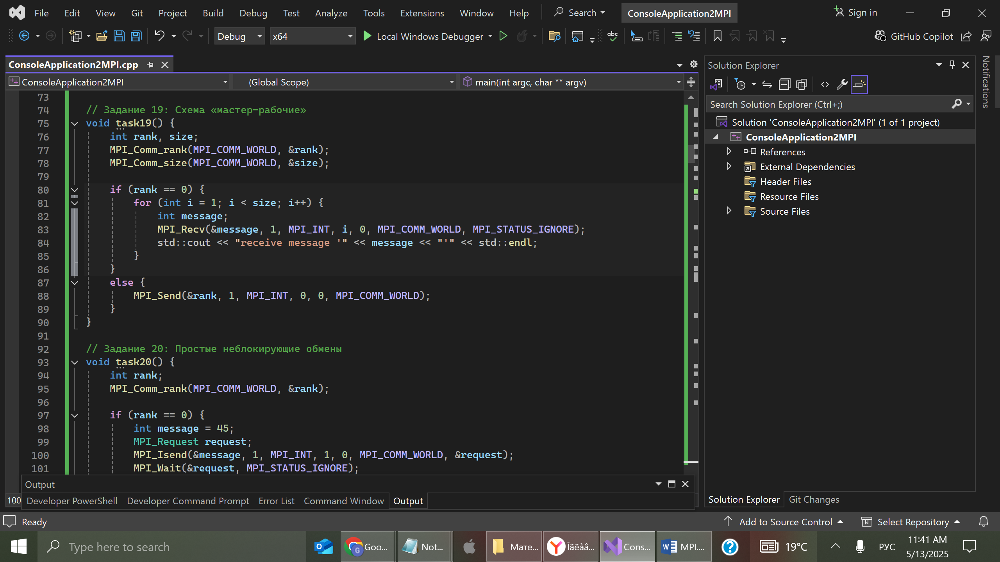 File Edit View Git Project Build Debug Test Analyze Tools Extensions Window Help Search ConsoleApplication2MPI Sign in
Debug x64 Local Windows Debugger abc GitHub Copilot
ConsoleApplication2MPI.cpp
ConsoleApplication2MPI (Global Scope) main(int argc, char ** argv)
73
74 // Задание 19: Схема «мастер-рабочие»
75 void task19() {
76 int rank, size;
77 MPI_Comm_rank(MPI_COMM_WORLD, &rank);
78 MPI_Comm_size(MPI_COMM_WORLD, &size);
79
80 if (rank == 0) {
81 for (int i = 1; i < size; i++) {
82 int message;
83 MPI_Recv(&message, 1, MPI_INT, i, 0, MPI_COMM_WORLD, MPI_STATUS_IGNORE);
84 std::cout << "receive message '" << message << "'" << std::endl;
85 }
86 }
87 else {
88 MPI_Send(&rank, 1, MPI_INT, 0, 0, MPI_COMM_WORLD);
89 }
90 }
91
92 // Задание 20: Простые неблокирующие обмены
93 void task20() {
94 int rank;
95 MPI_Comm_rank(MPI_COMM_WORLD, &rank);
96
97 if (rank == 0) {
98 int message = 45;
99 MPI_Request request;
100 MPI_Isend(&message, 1, MPI_INT, 1, 0, MPI_COMM_WORLD, &request);
101 MPI_Wait(&request, MPI_STATUS_IGNORE);
Output
100 Developer PowerShell Developer Command Prompt Error List Command Window Output
Solution Explorer
Search Solution Explorer (Ctrl+;)
Solution 'ConsoleApplication2MPI' (1 of 1 project)
ConsoleApplication2MPI
References
External Dependencies
Header Files
Resource Files
Source Files
Solution Explorer Git Changes
Notifications
Ready Add to Source Control Select Repository
Type here to search Goo... Not... Мате... Îãëàâ... Cons... MPI.... 19°C РУС 11:41 AM
5/13/2025